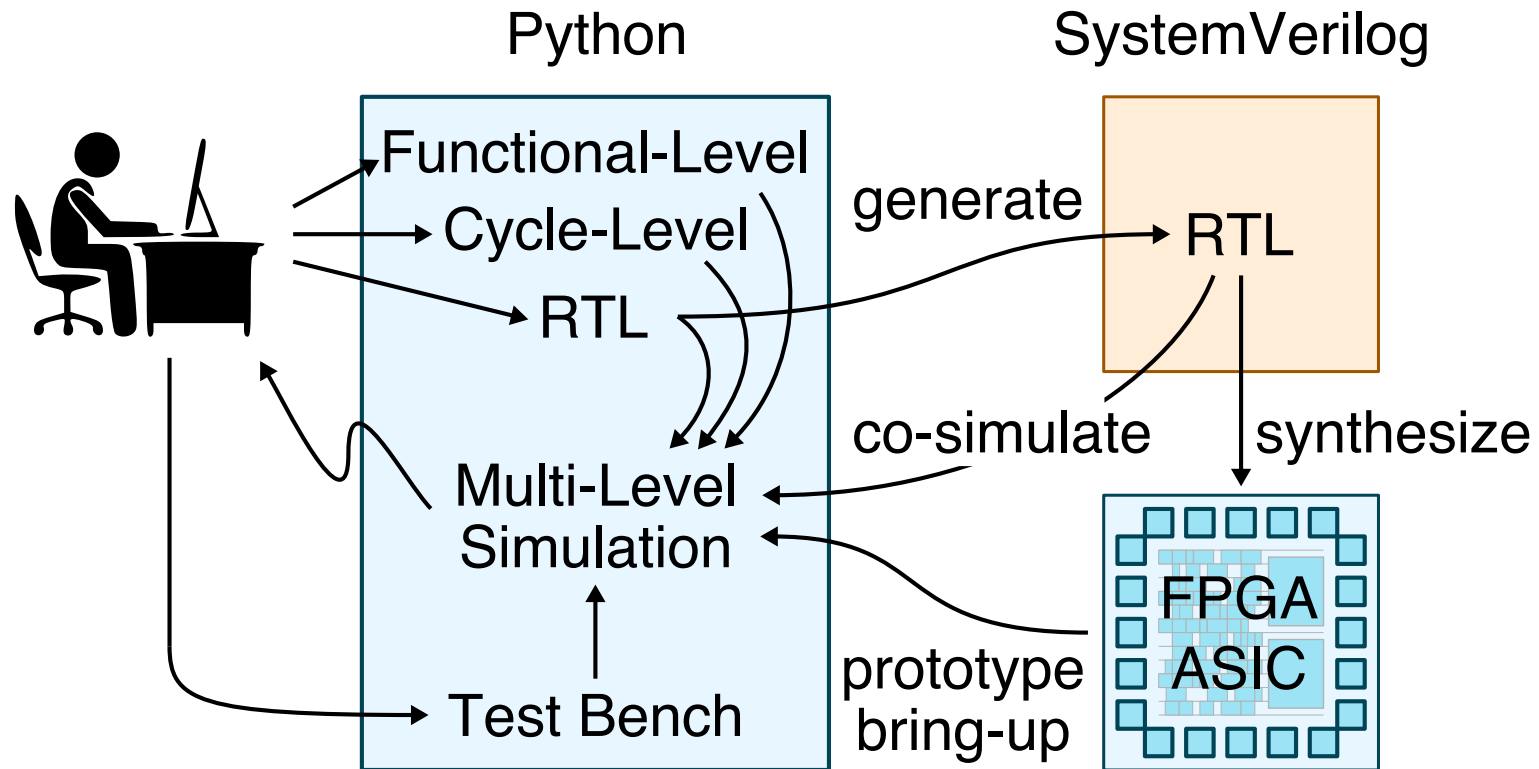 Python
SystemVerilog
Functional-Level
Cycle-Level
RTL
generate
RTL
co-simulate
synthesize
Multi-Level
Simulation
FPGA
ASIC
prototype
bring-up
Test Bench